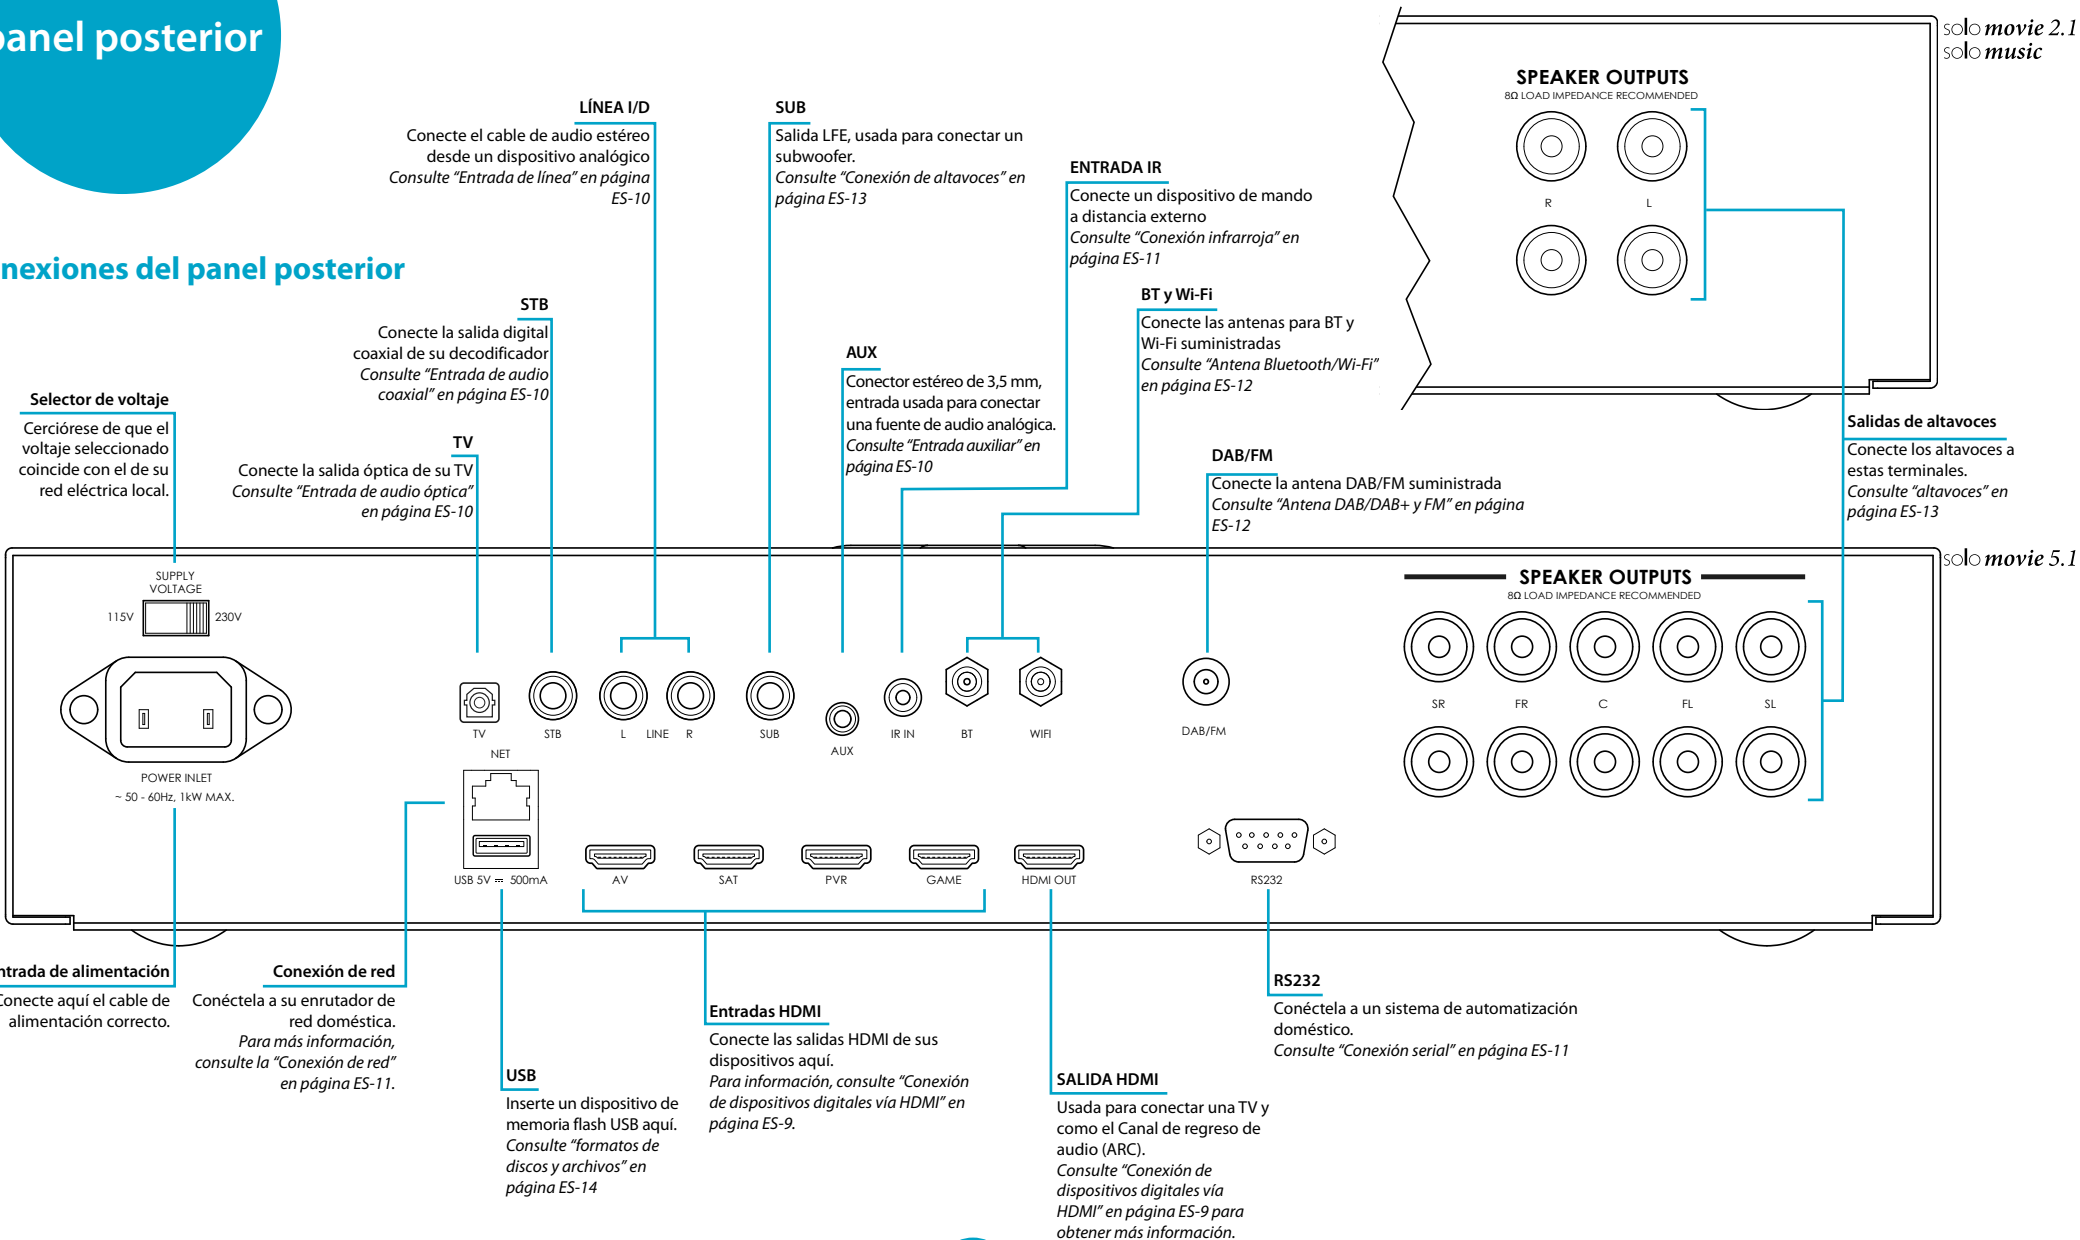 panel posterior
nexiones del panel posterior
solo movie 2.1
solo music
SPEAKER OUTPUTS
8Ω LOAD IMPEDANCE RECOMMENDED
R L
LÍNEA I/D
Conecte el cable de audio estéreo
desde un dispositivo analógico
Consulte “Entrada de línea” en página
ES-10
SUB
Salida LFE, usada para conectar un
subwoofer.
Consulte “Conexión de altavoces” en
página ES-13
ENTRADA IR
Conecte un dispositivo de mando
a distancia externo
Consulte “Conexión infrarroja” en
página ES-11
BT y Wi-Fi
Conecte las antenas para BT y
Wi-Fi suministradas
Consulte “Antena Bluetooth/Wi-Fi”
en página ES-12
STB
Conecte la salida digital
coaxial de su decodificador
Consulte “Entrada de audio
coaxial” en página ES-10
AUX
Conector estéreo de 3,5 mm,
entrada usada para conectar
una fuente de audio analógica.
Consulte “Entrada auxiliar” en
página ES-10
Selector de voltaje
Cerciórese de que el
voltaje seleccionado
coincide con el de su
red eléctrica local.
TV
Conecte la salida óptica de su TV
Consulte “Entrada de audio óptica”
en página ES-10
DAB/FM
Conecte la antena DAB/FM suministrada
Consulte “Antena DAB/DAB+ y FM” en página
ES-12
Salidas de altavoces
Conecte los altavoces a
estas terminales.
Consulte “altavoces” en
página ES-13
solo movie 5.1
SUPPLY
VOLTAGE
115V 230V
POWER INLET
~ 50 - 60Hz, 1kW MAX.
TV STB L LINE R SUB AUX IR IN BT WIFI DAB/FM
SPEAKER OUTPUTS
8Ω LOAD IMPEDANCE RECOMMENDED
SR FR C FL SL
NET
USB 5V ⎓ 500mA AV SAT PVR GAME HDMI OUT RS232
ntrada de alimentación
Conecte aquí el cable de
alimentación correcto.
Conexión de red
Conéctela a su enrutador de
red doméstica.
Para más información,
consulte la “Conexión de red”
en página ES-11.
USB
Inserte un dispositivo de
memoria flash USB aquí.
Consulte “formatos de
discos y archivos” en
página ES-14
Entradas HDMI
Conecte las salidas HDMI de sus
dispositivos aquí.
Para información, consulte “Conexión
de dispositivos digitales vía HDMI” en
página ES-9.
SALIDA HDMI
Usada para conectar una TV y
como el Canal de regreso de
audio (ARC).
Consulte “Conexión de
dispositivos digitales vía
HDMI” en página ES-9 para
obtener más información.
RS232
Conéctela a un sistema de automatización
doméstico.
Consulte “Conexión serial” en página ES-11